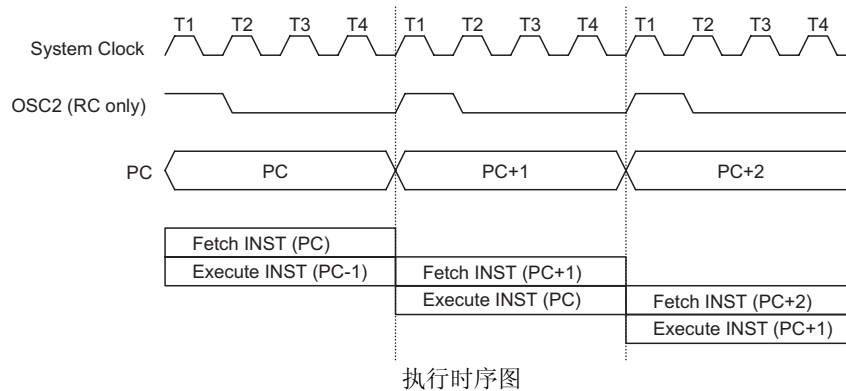 T1 T2 T3 T4 T1 T2 T3 T4 T1 T2 T3 T4
System Clock
OSC2 (RC only)
PC PC PC+1 PC+2
Fetch INST (PC)
Execute INST (PC-1) Fetch INST (PC+1)
Execute INST (PC) Fetch INST (PC+2)
Execute INST (PC+1)
执行时序图